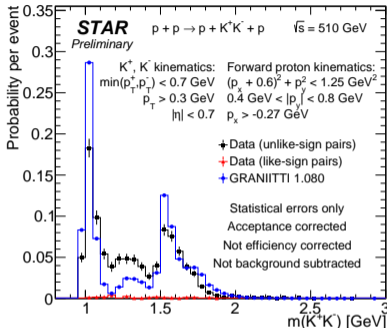 STAR p + p → p + K⁺K⁻ + p √s = 510 GeV
Preliminary
K⁺, K⁻ kinematics: Forward proton kinematics:
min(p_T⁺,p_T⁻) < 0.7 GeV (p_x + 0.6)² + p_y² < 1.25 GeV²
p_T > 0.3 GeV 0.4 GeV < |p_y| < 0.8 GeV
|η| < 0.7 p_x > -0.27 GeV
Data (unlike-sign pairs)
Data (like-sign pairs)
GRANIITTI 1.080
Statistical errors only
Acceptance corrected
Not efficiency corrected
Not background subtracted
Probability per event
0.35
0.3
0.25
0.2
0.15
0.1
0.05
0
1 1.5 2 2.5 3
m(K⁺K⁻) [GeV]